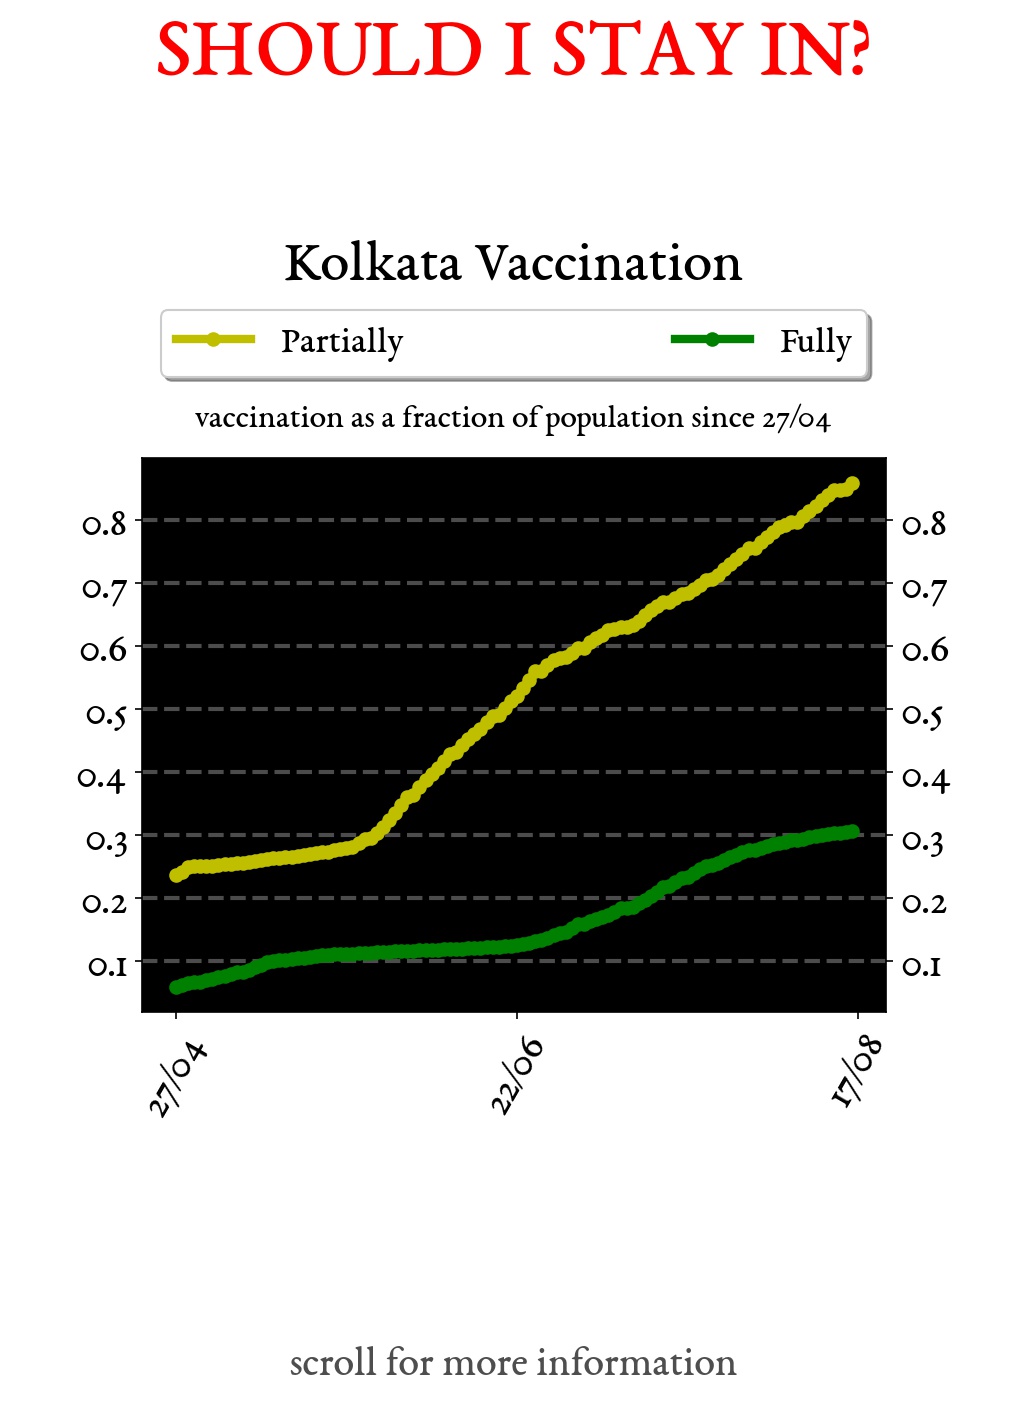 SHOULD I STAY IN?
Kolkata Vaccination
Partially Fully
vaccination as a fraction of population since 27/04
0.8 0.8
0.7 0.7
0.6 0.6
0.5 0.5
0.4 0.4
0.3 0.3
0.2 0.2
0.1 0.1
27/04 22/06 17/08
scroll for more information